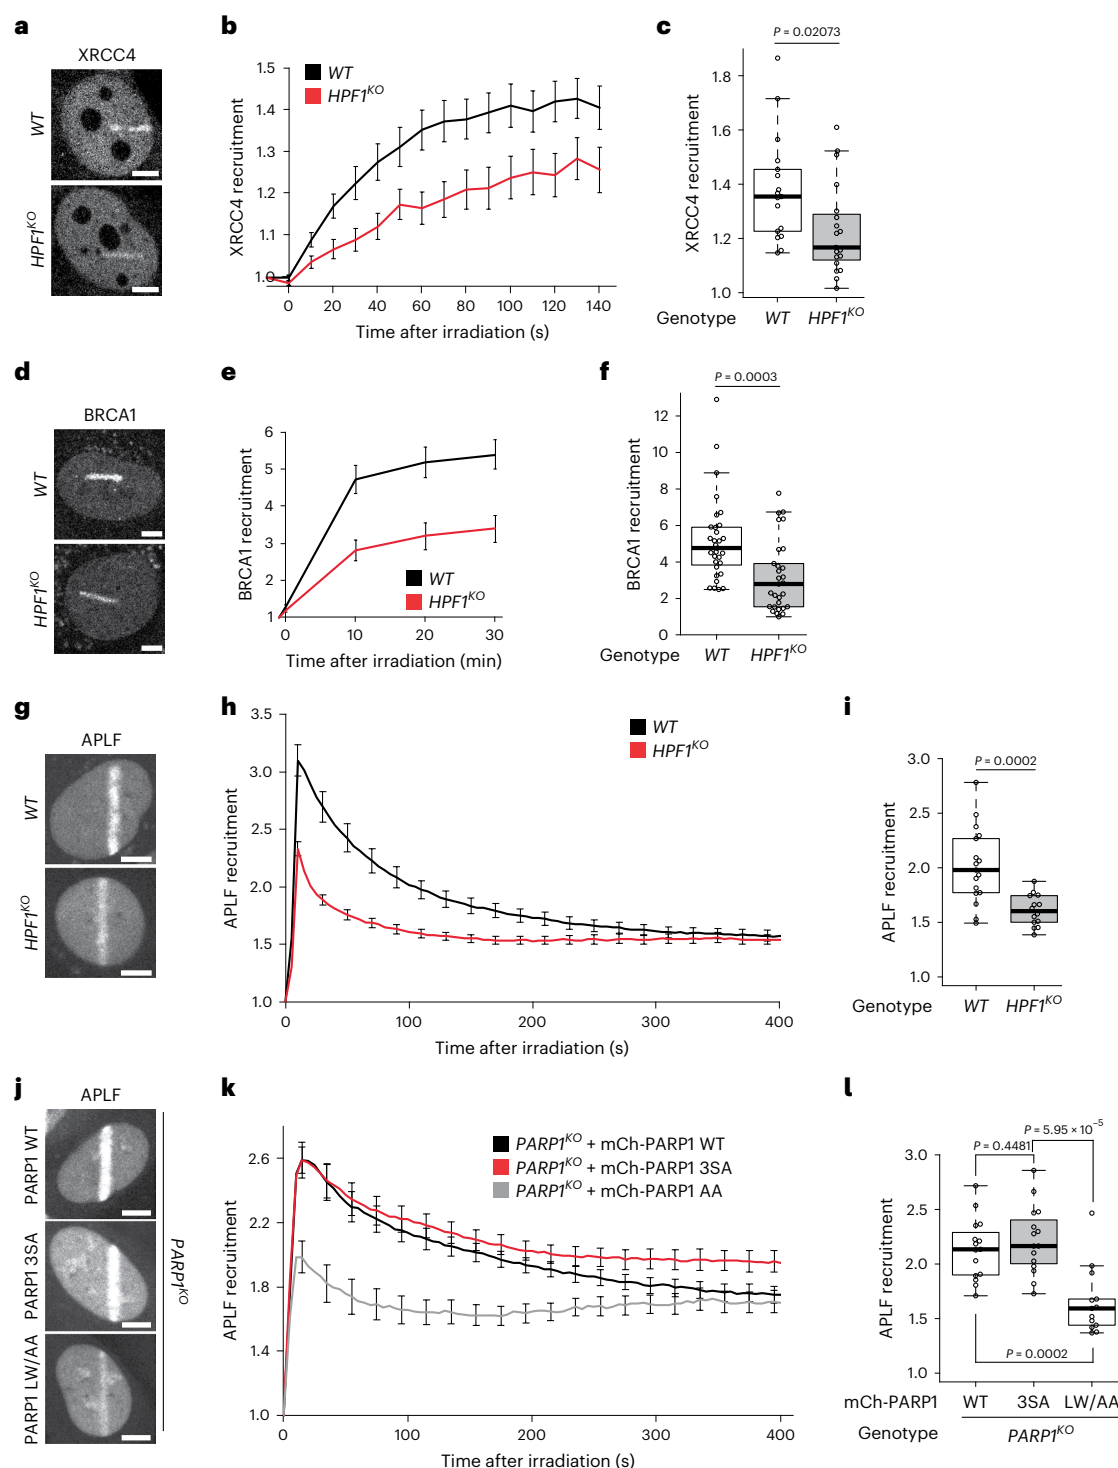 a
XRCC4
WT
HPF1KO
b
WT
HPF1KO
XRCC4 recruitment
1.5
1.4
1.3
1.2
1.1
1.0
0 20 40 60 80 100 120 140
Time after irradiation (s)
c
P = 0.02073
XRCC4 recruitment
1.8
1.6
1.4
1.2
1.0
Genotype WT HPF1KO
d
BRCA1
WT
HPF1KO
e
BRCA1 recruitment
6
5
4
3
2
1
WT
HPF1KO
0 10 20 30
Time after irradiation (min)
f
P = 0.0003
BRCA1 recruitment
12
10
8
6
4
2
0
Genotype WT HPF1KO
g
APLF
WT
HPF1KO
h
WT
HPF1KO
APLF recruitment
3.5
3.0
2.5
2.0
1.5
1.0
0 100 200 300 400
Time after irradiation (s)
i
P = 0.0002
APLF recruitment
3.0
2.5
2.0
1.5
1.0
Genotype WT HPF1KO
j
APLF
PARP1 WT
PARP1 3SA
PARP1 LW/AA
PARP1KO
k
PARP1KO + mCh-PARP1 WT
PARP1KO + mCh-PARP1 3SA
PARP1KO + mCh-PARP1 AA
APLF recruitment
2.6
2.2
1.8
1.4
1.0
0 100 200 300 400
Time after irradiation (s)
l
P = 5.95 × 10−5
P = 0.4481
APLF recruitment
3.0
2.5
2.0
1.5
1.0
P = 0.0002
mCh-PARP1 WT 3SA LW/AA
Genotype PARP1KO